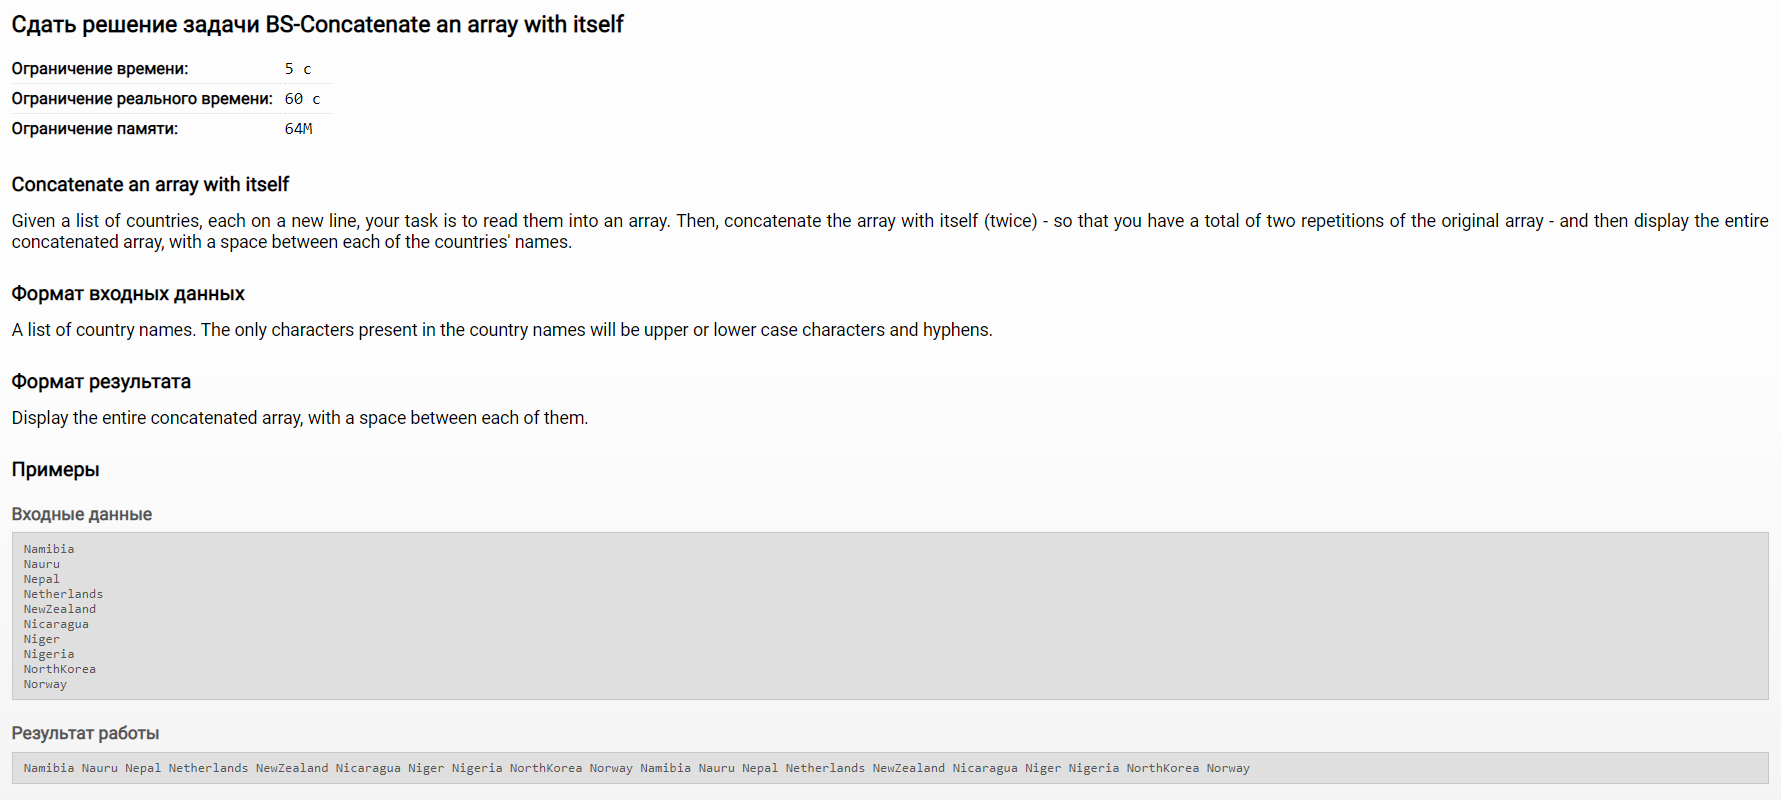 Сдать решение задачи BS-Concatenate an array with itself
Ограничение времени: 5 с
Ограничение реального времени: 60 с
Ограничение памяти: 64M
Concatenate an array with itself
Given a list of countries, each on a new line, your task is to read them into an array. Then, concatenate the array with itself (twice) - so that you have a total of two repetitions of the original array - and then display the entire
concatenated array, with a space between each of the countries' names.
Формат входных данных
A list of country names. The only characters present in the country names will be upper or lower case characters and hyphens.
Формат результата
Display the entire concatenated array, with a space between each of them.
Примеры
Входные данные
Namibia
Nauru
Nepal
Netherlands
NewZealand
Nicaragua
Niger
Nigeria
NorthKorea
Norway
Результат работы
Namibia Nauru Nepal Netherlands NewZealand Nicaragua Niger Nigeria NorthKorea Norway Namibia Nauru Nepal Netherlands NewZealand Nicaragua Niger Nigeria NorthKorea Norway